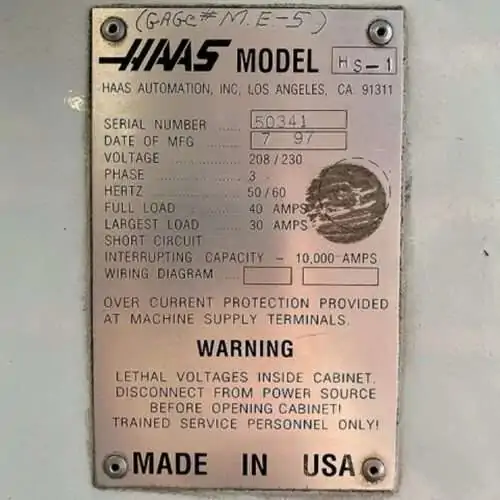 (GAGE # M.E-5)
HAAS MODEL HS-1
HAAS AUTOMATION, INC, LOS ANGELES, CA. 91311
SERIAL NUMBER ..... 50341
DATE OF MFG ..... 7 97
VOLTAGE ..... 208/230
PHASE ..... 3
HERTZ ..... 50/60
FULL LOAD ..... 40 AMPS
LARGEST LOAD ..... 30 AMPS
SHORT CIRCUIT
INTERRUPTING CAPACITY - 10,000 AMPS
WIRING DIAGRAM .....
OVER CURRENT PROTECTION PROVIDED
AT MACHINE SUPPLY TERMINALS.
WARNING
LETHAL VOLTAGES INSIDE CABINET.
DISCONNECT FROM POWER SOURCE
BEFORE OPENING CABINET!
TRAINED SERVICE PERSONNEL ONLY!
MADE IN USA